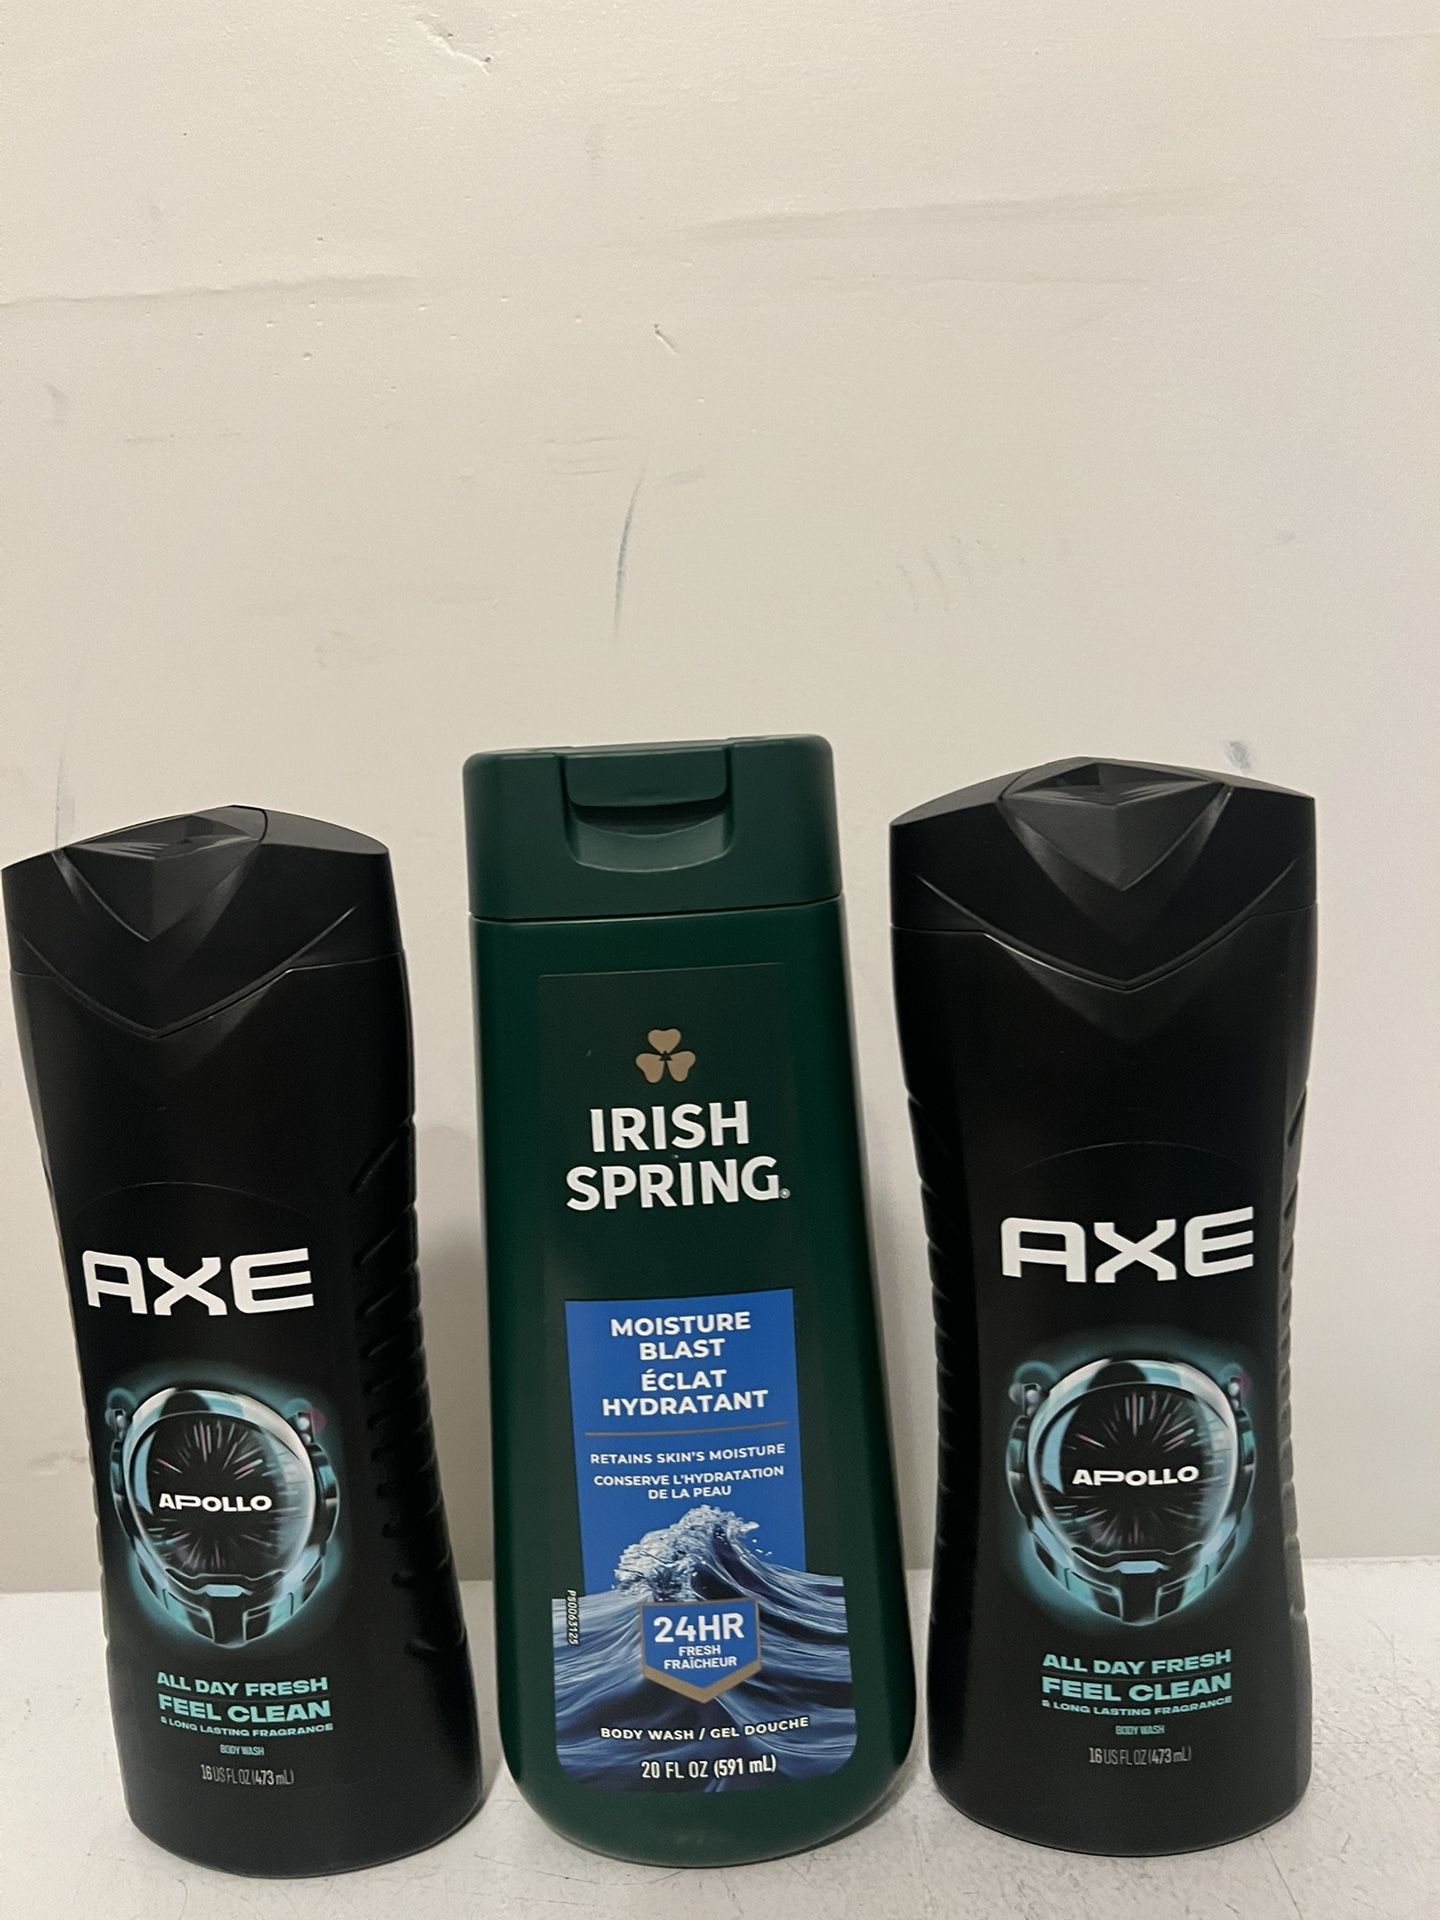 AXE
APOLLO
ALL DAY FRESH
FEEL CLEAN
& LONG LASTING FRAGRANCE
BODY WASH
16 US FL OZ (473 mL)
IRISH
SPRING®
MOISTURE
BLAST
ÉCLAT
HYDRATANT
RETAINS SKIN'S MOISTURE
CONSERVE L'HYDRATATION
DE LA PEAU
P80063125
24HR
FRESH
FRAÎCHEUR
BODY WASH / GEL DOUCHE
20 FL OZ (591 mL)
AXE
APOLLO
ALL DAY FRESH
FEEL CLEAN
& LONG LASTING FRAGRANCE
BODY WASH
16 US FL OZ (473 mL)